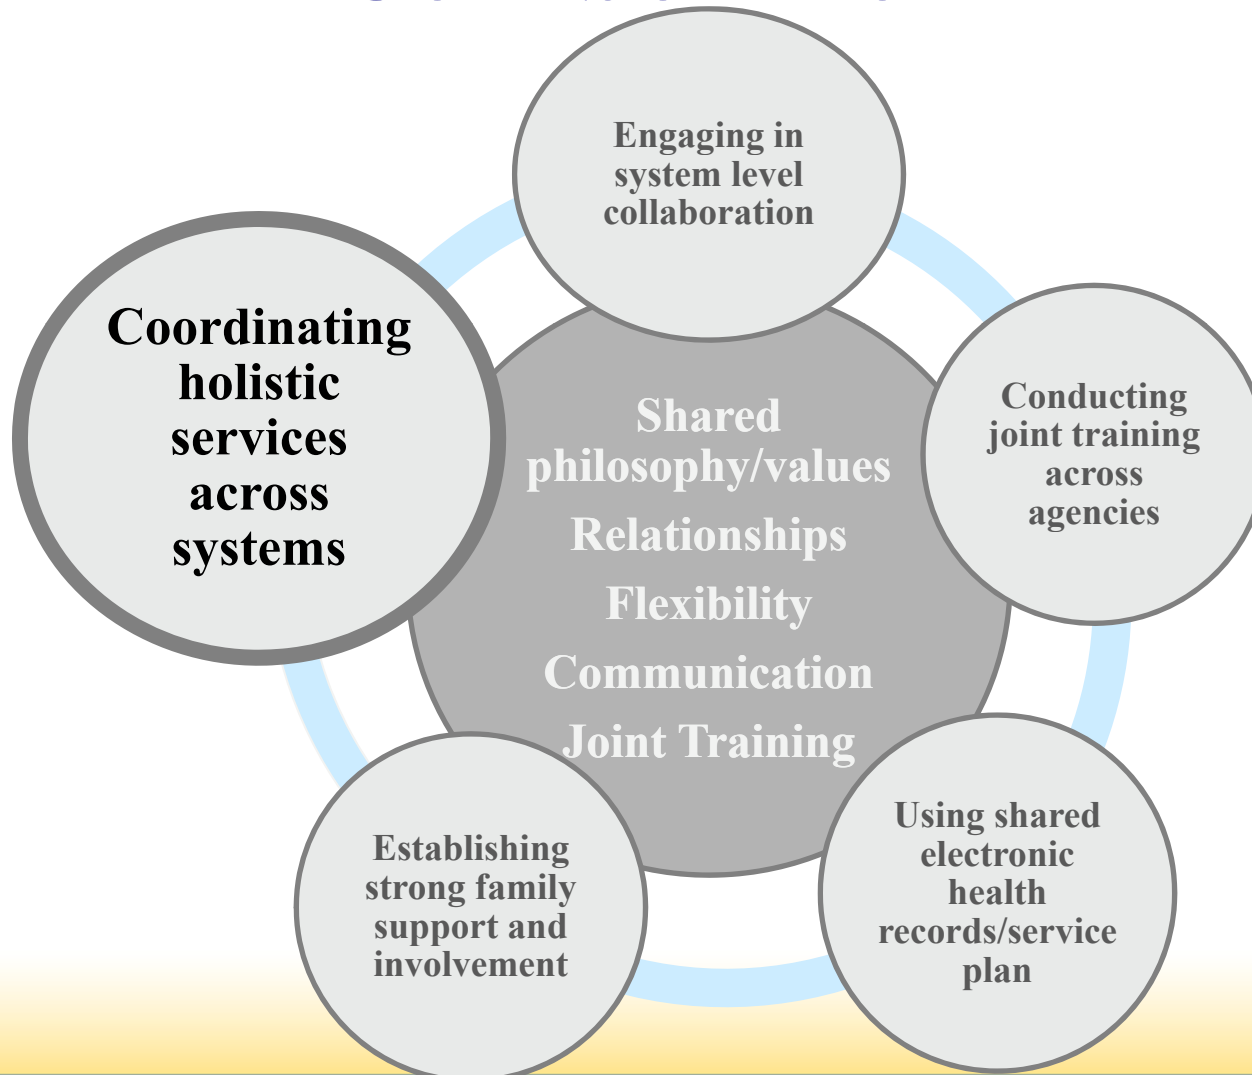 Engaging in
system level
collaboration
Coordinating
holistic
services
across
systems
Shared
philosophy/values
Relationships
Flexibility
Communication
Joint Training
Conducting
joint training
across
agencies
Establishing
strong family
support and
involvement
Using shared
electronic
health
records/service
plan